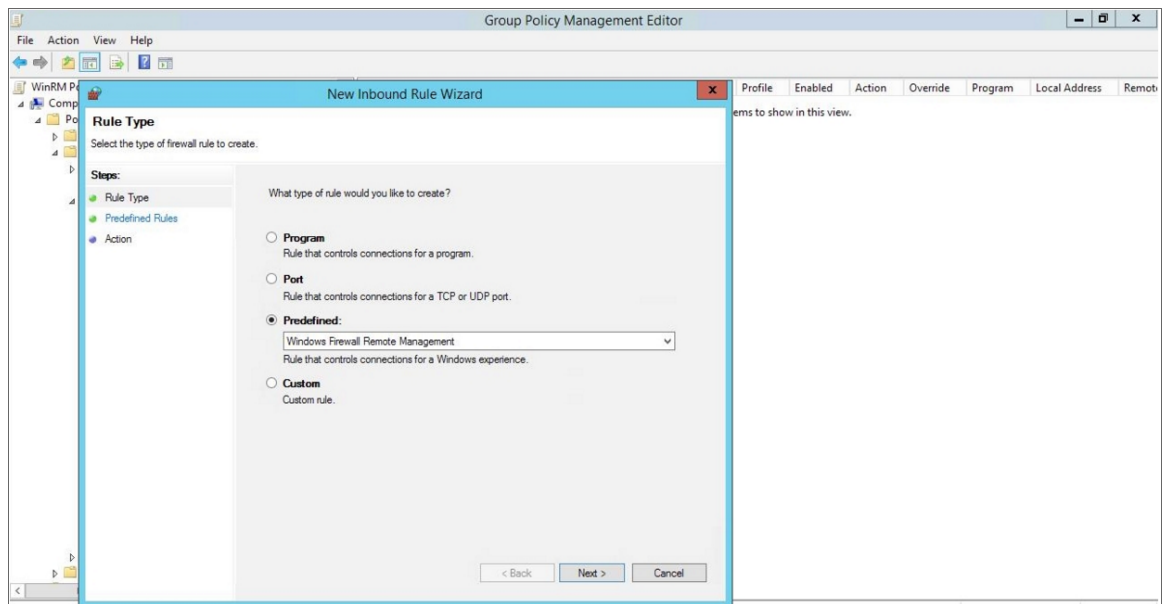 Group Policy Management Editor
File Action View Help
WinRM Po
Comp
Po
New Inbound Rule Wizard
Profile Enabled Action Override Program Local Address Remot
ems to show in this view.
Rule Type
Select the type of firewall rule to create.
Steps:
Rule Type
Predefined Rules
Action
What type of rule would you like to create?
Program
Rule that controls connections for a program.
Port
Rule that controls connections for a TCP or UDP port.
Predefined:
Windows Firewall Remote Management
Rule that controls connections for a Windows experience.
Custom
Custom rule.
< Back Next > Cancel